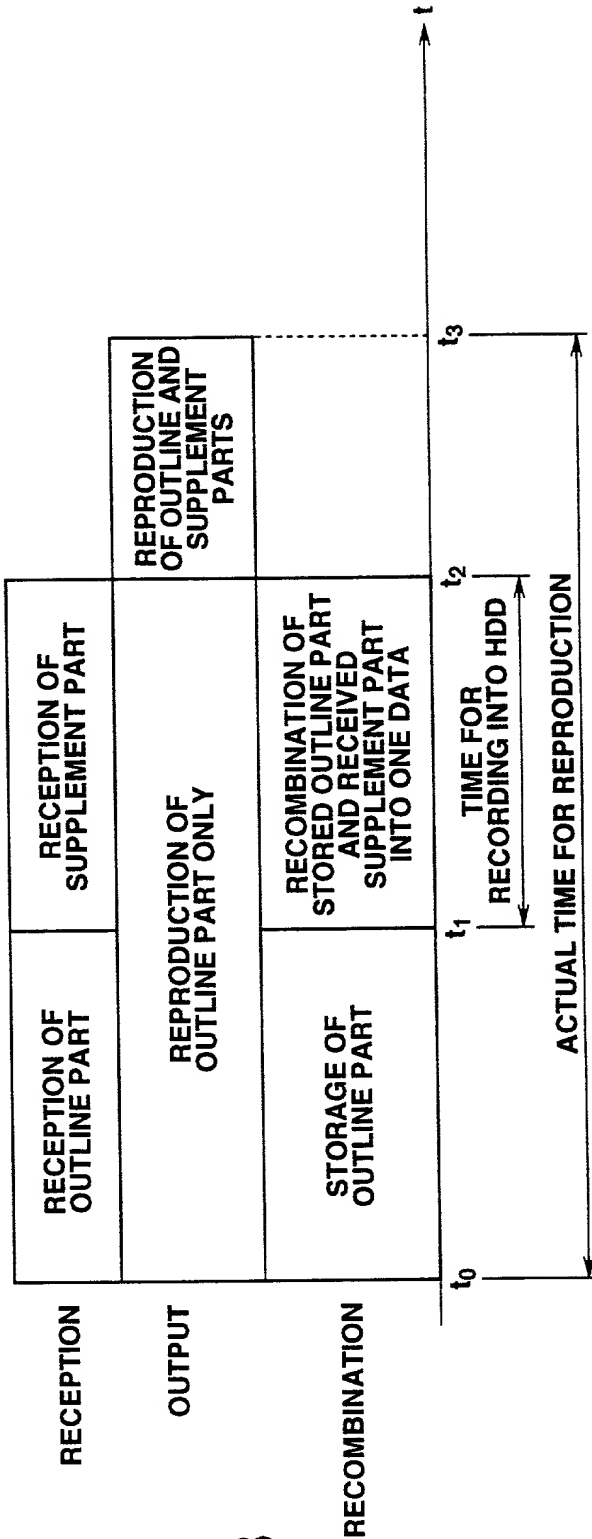 RECEPTION
RECEPTION OF
OUTLINE PART
RECEPTION OF
SUPPLEMENT PART
OUTPUT
REPRODUCTION OF
OUTLINE PART ONLY
REPRODUCTION
OF OUTLINE AND
SUPPLEMENT
PARTS
RECOMBINATION
STORAGE OF
OUTLINE PART
RECOMBINATION OF
STORED OUTLINE PART
AND RECEIVED
SUPPLEMENT PART
INTO ONE DATA
t0
t1
t2
t3
t
TIME FOR
RECORDING INTO HDD
ACTUAL TIME FOR REPRODUCTION